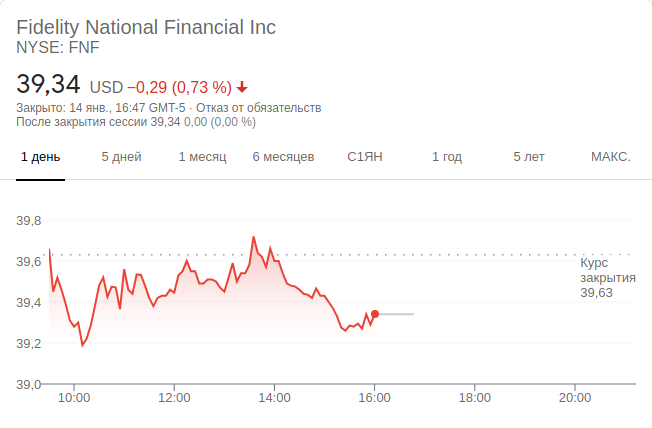 Fidelity National Financial Inc
NYSE: FNF
39,34 USD −0,29 (0,73 %)
Закрыто: 14 янв., 16:47 GMT-5 · Отказ от обязательств
После закрытия сессии 39,34 0,00 (0,00 %)
1 день 5 дней 1 месяц 6 месяцев С1ЯН 1 год 5 лет МАКС.
39,8
39,6
39,4
39,2
39,0
Курс
закрытия
39,63
10:00 12:00 14:00 16:00 18:00 20:00